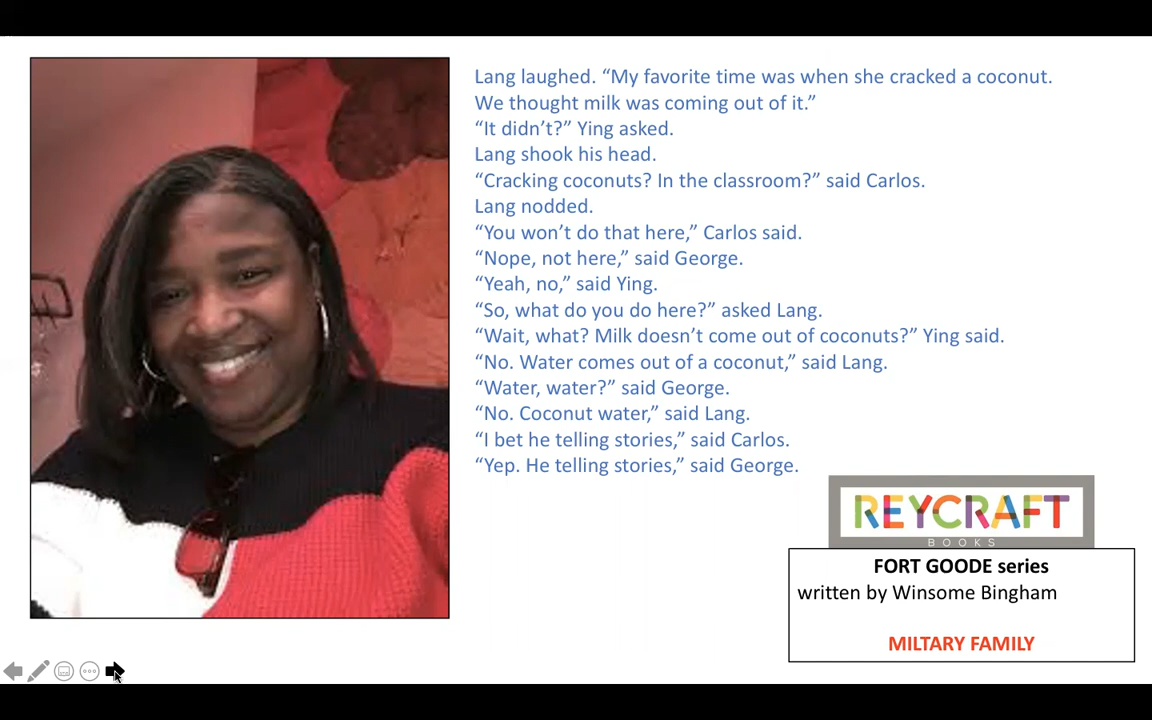 Lang laughed. “My favorite time was when she cracked a coconut.
We thought milk was coming out of it.”
“It didn’t?” Ying asked.
Lang shook his head.
“Cracking coconuts? In the classroom?” said Carlos.
Lang nodded.
“You won’t do that here,” Carlos said.
“Nope, not here,” said George.
“Yeah, no,” said Ying.
“So, what do you do here?” asked Lang.
“Wait, what? Milk doesn’t come out of coconuts?” Ying said.
“No. Water comes out of a coconut,” said Lang.
“Water, water?” said George.
“No. Coconut water,” said Lang.
“I bet he telling stories,” said Carlos.
“Yep. He telling stories,” said George.
REYCRAFT
BOOKS
FORT GOODE series
written by Winsome Bingham
MILTARY FAMILY